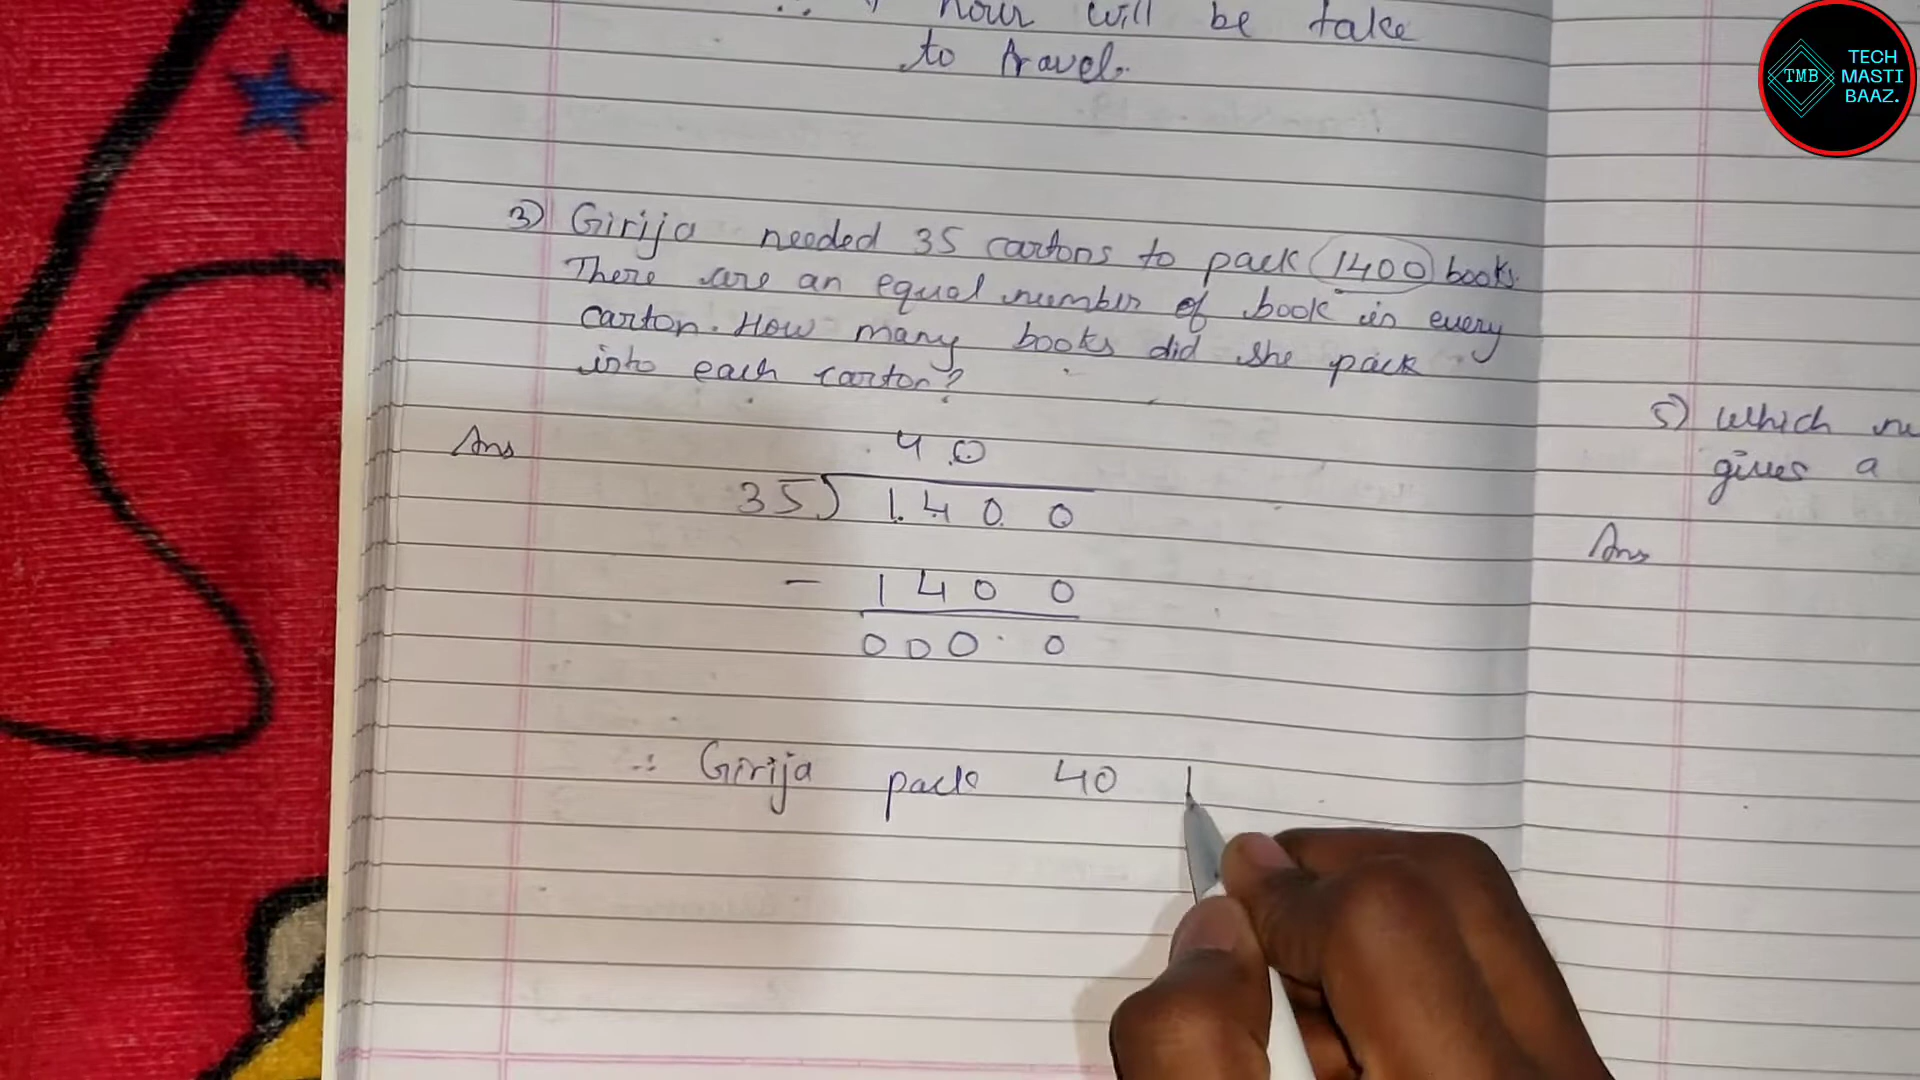 ∴ hour will be take
to travel.
3) Girija needed 35 cartons to pack 1400 books.
There are an equal number of book in every
carton. How many books did she pack
into each carton?
Ans
40
35) 1400
- 1400
0000
∴ Girija pack 40
5) Which
gives a
Ans
TMB
TECH
MASTI
BAAZ.